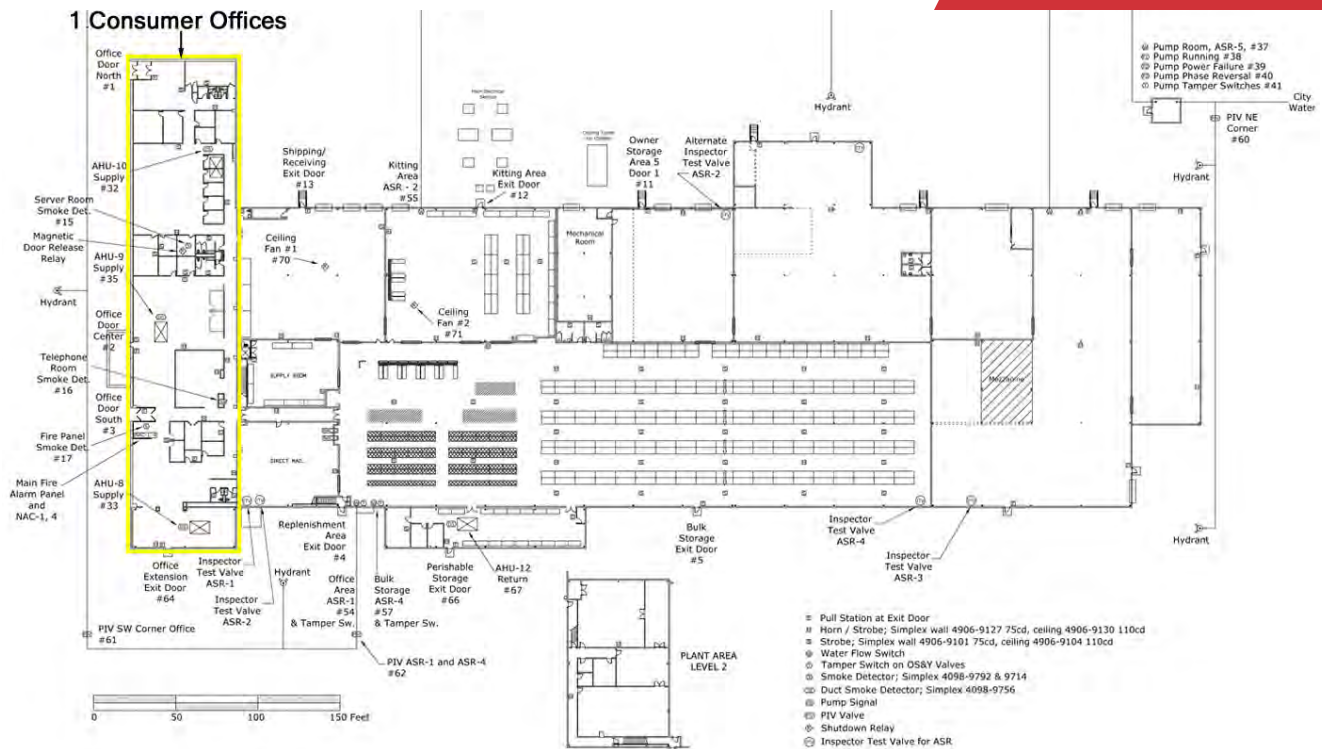 1 Consumer Offices
Office
Door
North
#1
AHU-10
Supply
#32
Server Room
Smoke Det.
#15
Magnetic
Door Release
Relay
AHU-9
Supply
#35
Hydrant
Office
Door
Center
#2
Telephone
Room
Smoke Det.
#16
Office
Door
South
#3
Fire Panel
Smoke Det.
#17
Main Fire
Alarm Panel
and
NAC-1, 4
AHU-8
Supply
#33
Shipping/
Receiving
Exit Door
#13
Kitting
Area
ASR - 2
#55
Kitting Area
Exit Door
#12
Owner
Storage
Area 5
Door 1
#11
Alternate
Inspector
Test Valve
ASR-2
Hydrant
Pump Room, ASR-5, #37
Pump Running #38
Pump Power Failure #39
Pump Phase Reversal #40
Pump Tamper Switches #41
City
Water
PIV NE
Corner
#60
Hydrant
Ceiling
Fan #1
#70
Ceiling
Fan #2
#71
Mechanical
Room
SUPPLY ROOM
Mezzanine
Office
Extension
Exit Door
#64
Inspector
Test Valve
ASR-1
Inspector
Test Valve
ASR-2
Hydrant
Replenishment
Area
Exit Door
#4
Office
Area
ASR-1
#54
& Tamper Sw.
Bulk
Storage
ASR-4
#57
& Tamper Sw.
Perishable
Storage
Exit Door
#66
AHU-12
Return
#67
Bulk
Storage
Exit Door
#5
Inspector
Test Valve
ASR-4
Inspector
Test Valve
ASR-3
Hydrant
PIV SW Corner Office
#61
PIV ASR-1 and ASR-4
#62
PLANT AREA
LEVEL 2
0 50 100 150 Feet
Pull Station at Exit Door
Horn / Strobe; Simplex wall 4906-9127 75cd, ceiling 4906-9130 110cd
Strobe; Simplex wall 4906-9101 75cd, ceiling 4906-9104 110cd
Water Flow Switch
Tamper Switch on OS&Y Valves
Smoke Detector; Simplex 4098-9792 & 9714
Duct Smoke Detector; Simplex 4098-9756
Pump Signal
PIV Valve
Shutdown Relay
Inspector Test Valve for ASR